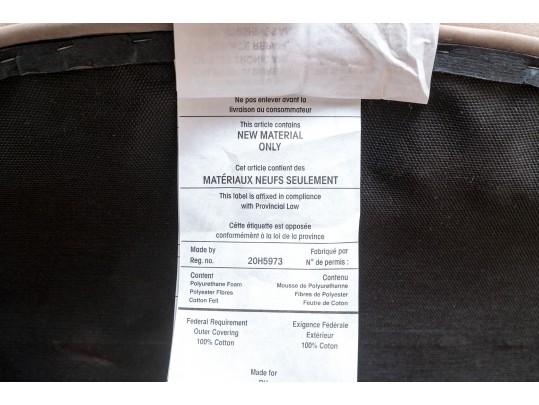 Ne pas enlever avant la
livraison au consommateur
This article contains
NEW MATERIAL
ONLY
Cet article contient des
MATÉRIAUX NEUFS SEULEMENT
This label is affixed in compliance
with Provincial Law
Cette étiquette est apposée
conformément à la loi de la province
Made by Fabriqué par
Reg. no. 20H5973 N° de permis :
Content Contenu
Polyurethane Foam Mousse de Polyurethanne
Polyester Fibres Fibres de Polyester
Cotton Felt Feutre de Coton
Federal Requirement Exigence Fédérale
Outer Covering Extérieur
100% Cotton 100% Coton
Made for